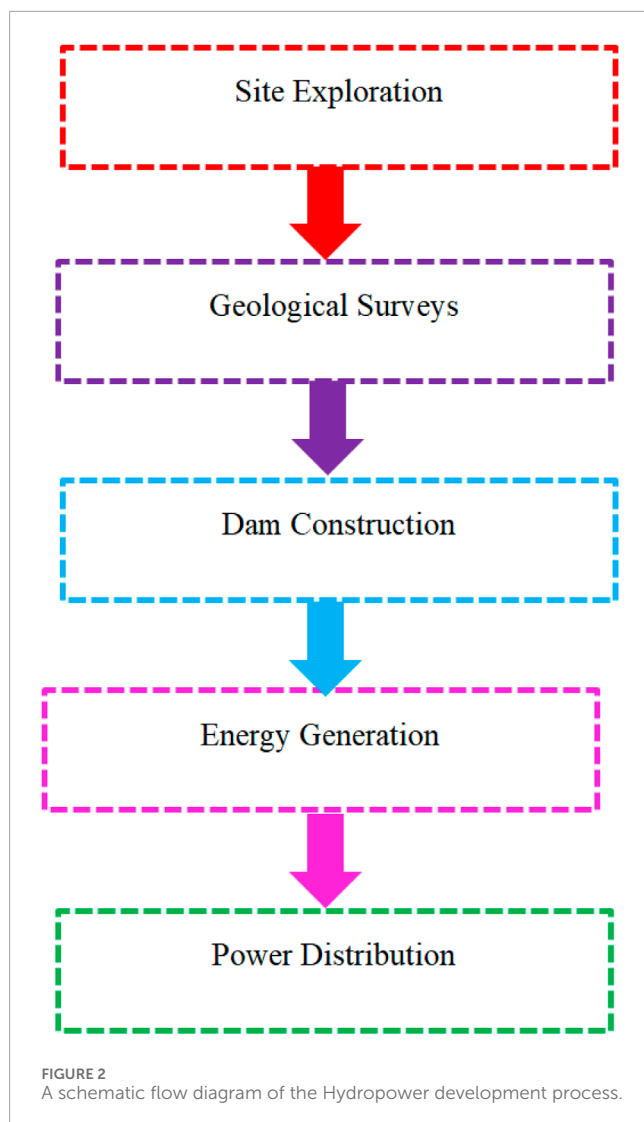 Site Exploration
Geological Surveys
Dam Construction
Energy Generation
Power Distribution
FIGURE 2
A schematic flow diagram of the Hydropower development process.